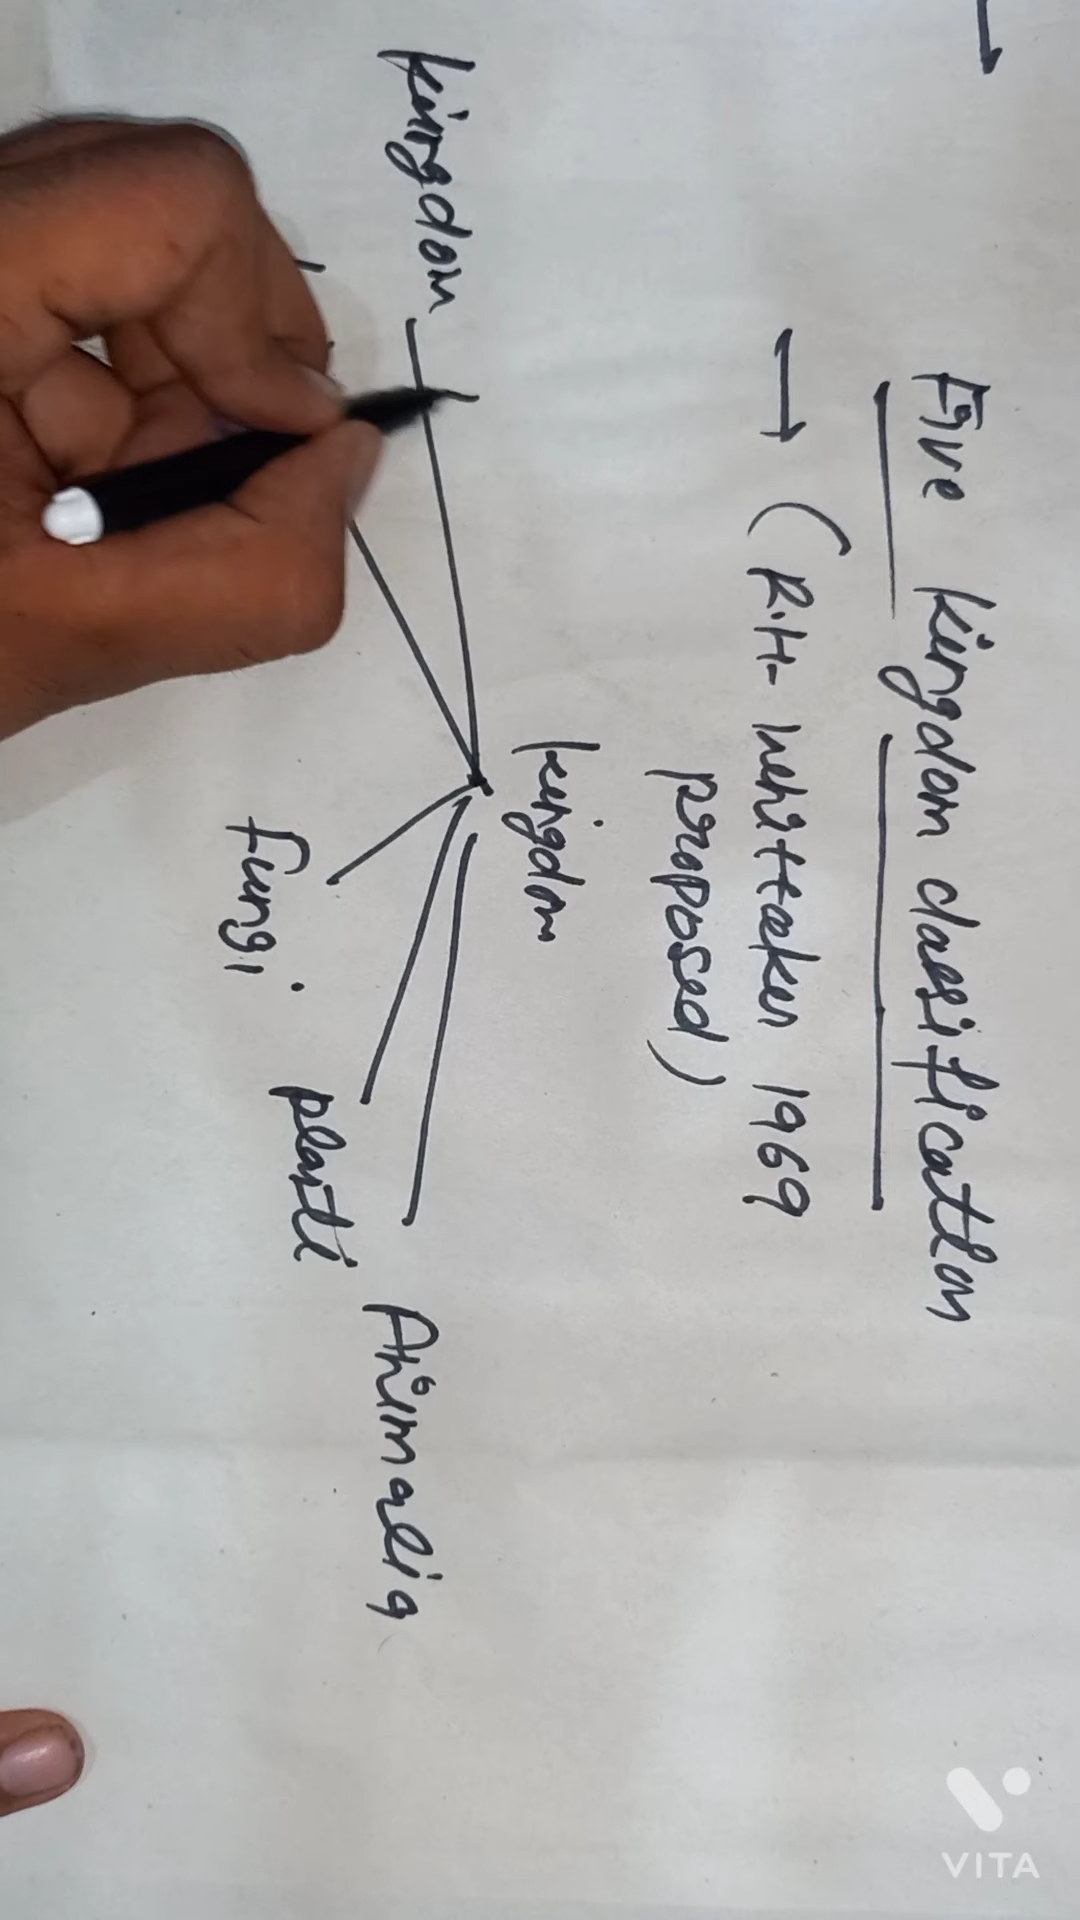 Five Kingdom classification
→ (R.H- Whittaker 1969
proposed)
kingdom
kingdom
fungi
planti
Animalia
VITA